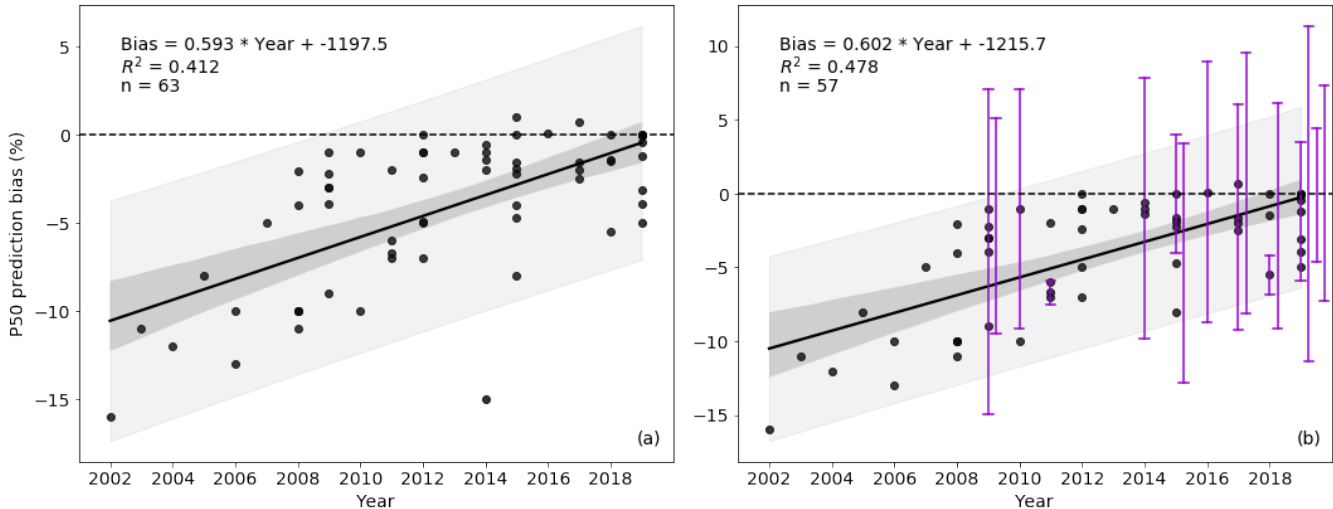 Bias = 0.593 * Year + -1197.5
R² = 0.412
n = 63
P50 prediction bias (%)
5
0
−5
−10
−15
(a)
2002 2004 2006 2008 2010 2012 2014 2016 2018
Year
Bias = 0.602 * Year + -1215.7
R² = 0.478
n = 57
10
5
0
−5
−10
−15
(b)
2002 2004 2006 2008 2010 2012 2014 2016 2018
Year